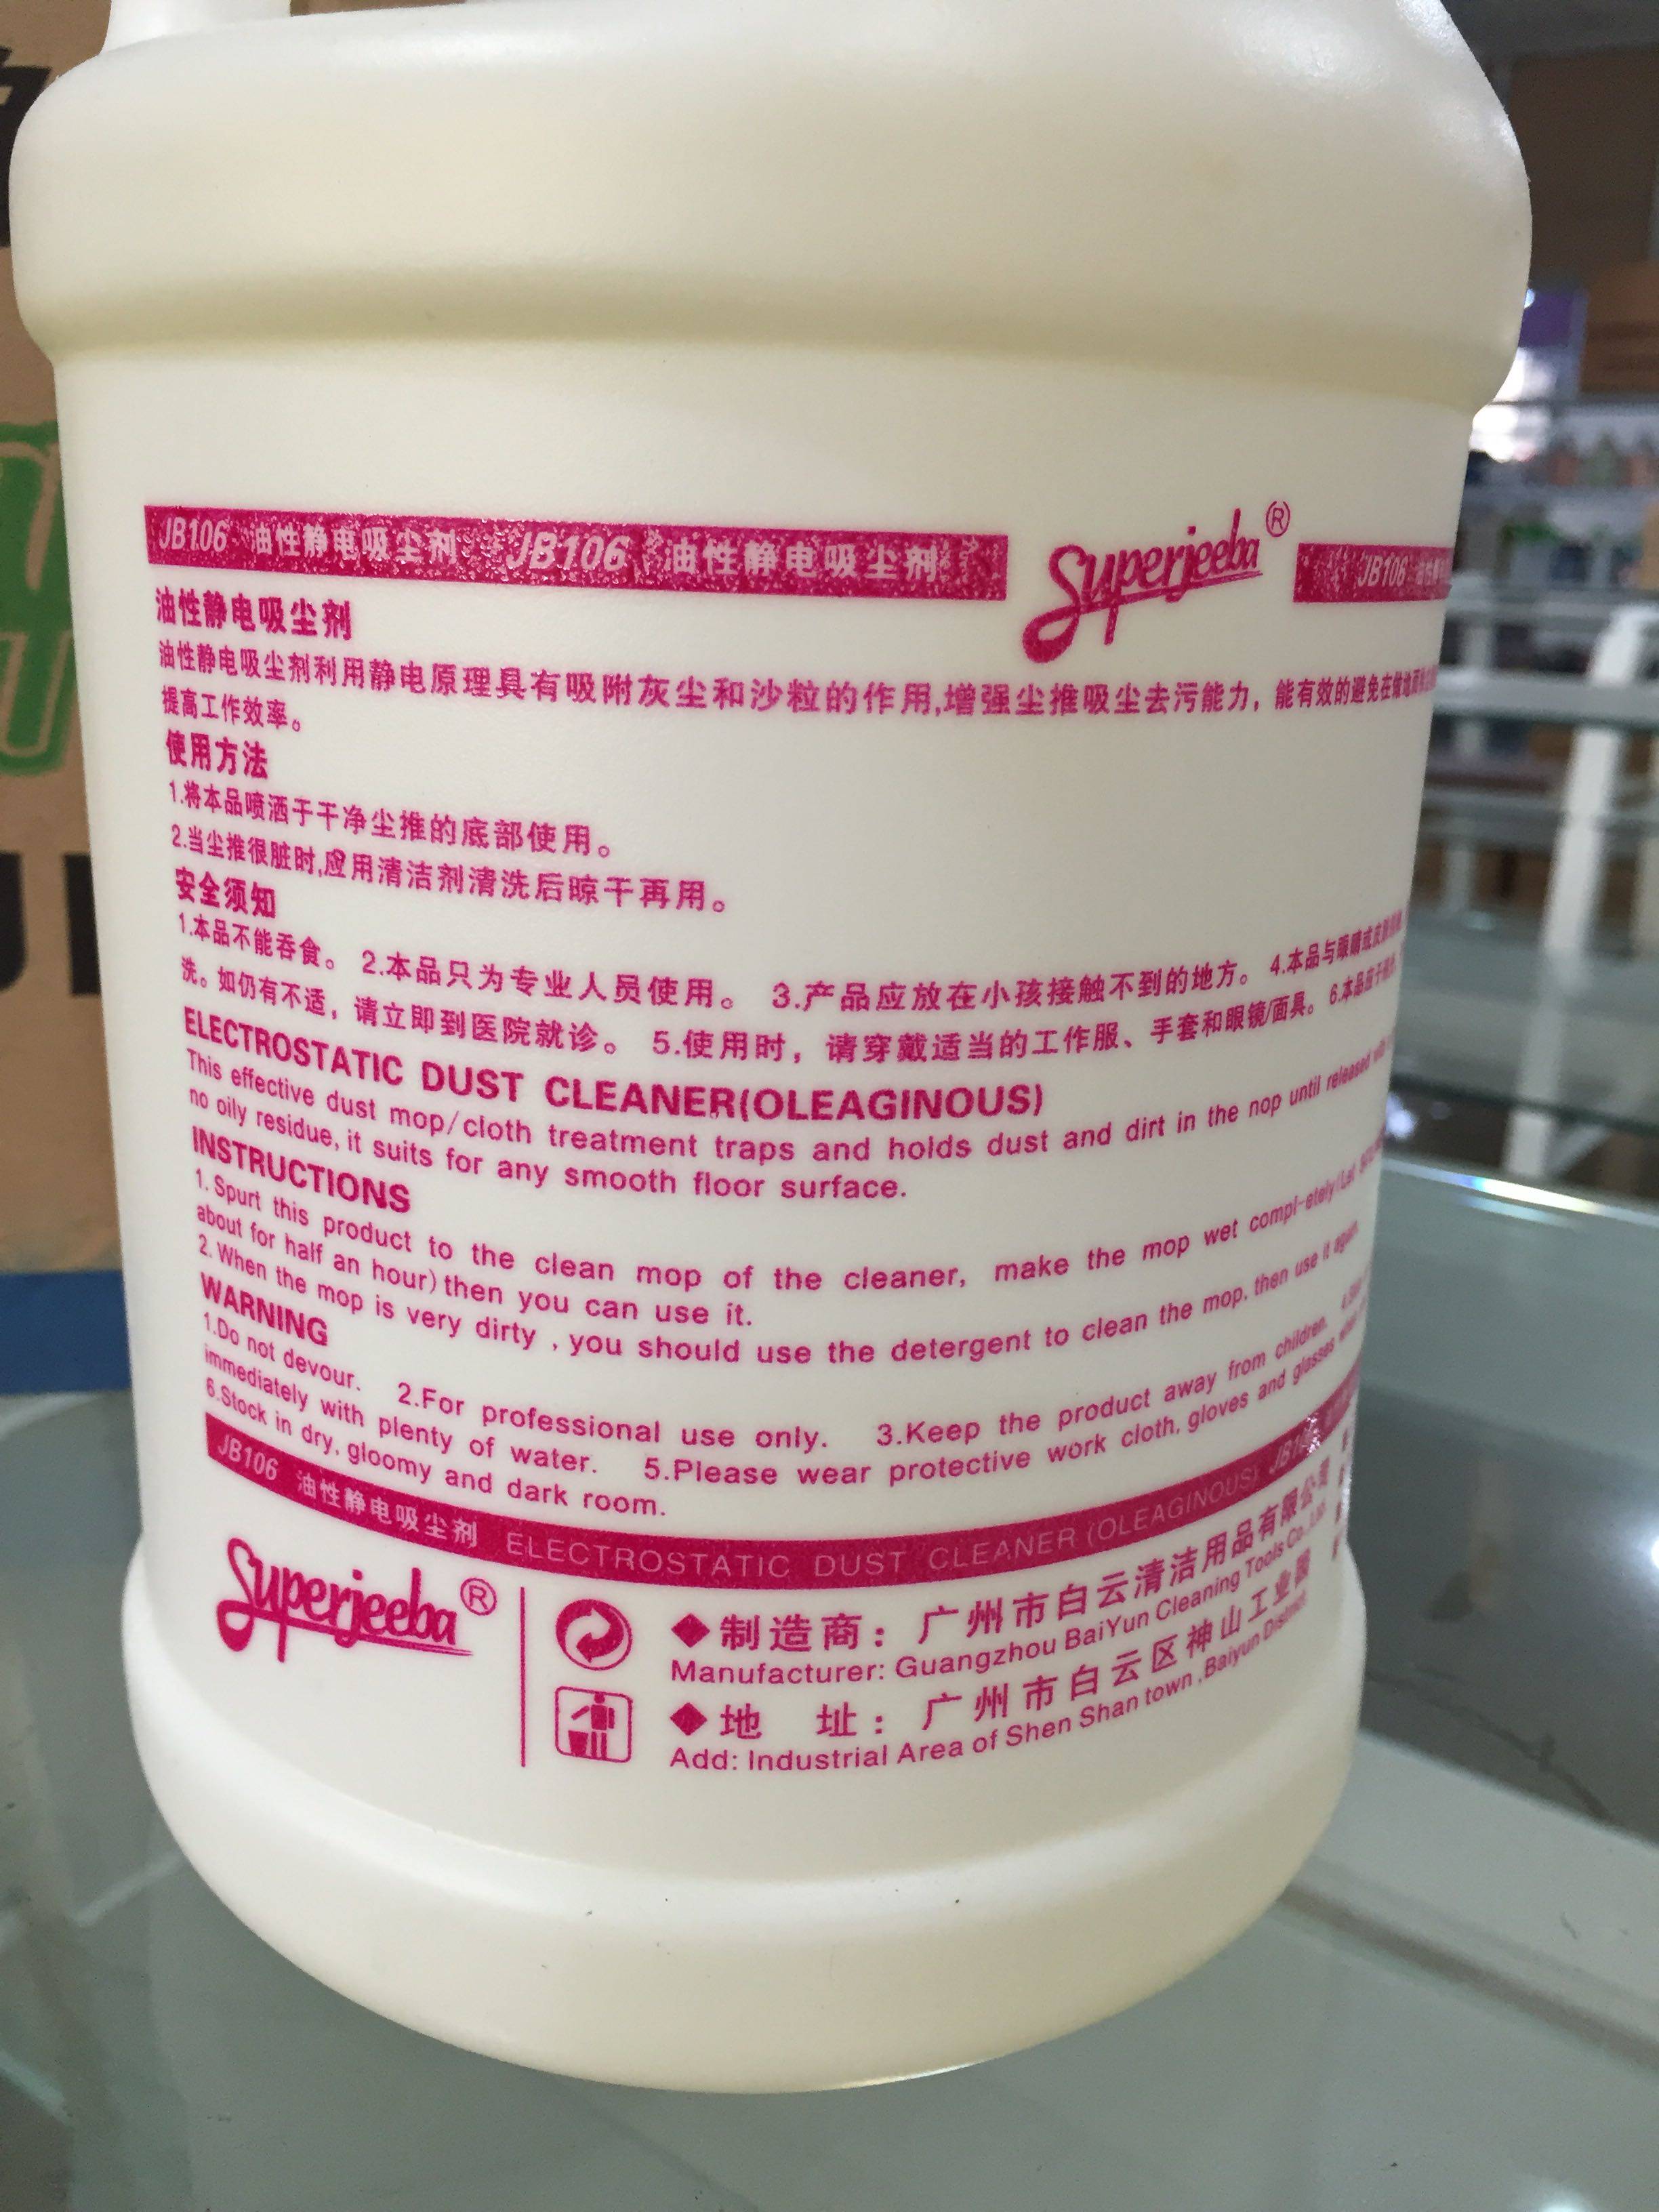 JB106 油性静电吸尘剂 JB106 油性静电吸尘剂 Superjeeba® JB106
油性静电吸尘剂
油性静电吸尘剂利用静电原理具有吸附灰尘和沙粒的作用,增强尘推吸尘去污能力，能有效的避免在
提高工作效率。
使用方法
1.将本品喷洒于干净尘推的底部使用。
2.当尘推很脏时,应用清洁剂清洗后晾干再用。
安全须知
1.本品不能吞食。 2.本品只为专业人员使用。 3.产品应放在小孩接触不到的地方。 4.本品与眼睛或皮肤
洗。如仍有不适，请立即到医院就诊。 5.使用时，请穿戴适当的工作服、手套和眼镜/面具。 6.本品应
ELECTROSTATIC DUST CLEANER(OLEAGINOUS)
This effective dust mop/cloth treatment traps and holds dust and dirt in the nop until released
no oily residue, it suits for any smooth floor surface.
INSTRUCTIONS
1. Spurt this product to the clean mop of the cleaner, make the mop wet compl-etely(Let
about for half an hour) then you can use it.
2. When the mop is very dirty , you should use the detergent to clean the mop, then use it again.
WARNING
1.Do not devour. 2.For professional use only. 3.Keep the product away from children.
immediately with plenty of water. 5.Please wear protective work cloth, gloves and glasses
6.Stock in dry, gloomy and dark room.
JB106 油性静电吸尘剂 ELECTROSTATIC DUST CLEANER (OLEAGINOUS)
Superjeeba®
◆制造商：广州市白云清洁用品有限公司
Manufacturer: Guangzhou BaiYun Cleaning Tools Co.,Ltd.
◆地 址：广州市白云区神山工业园
Add: Industrial Area of Shen Shan town ,Baiyun District